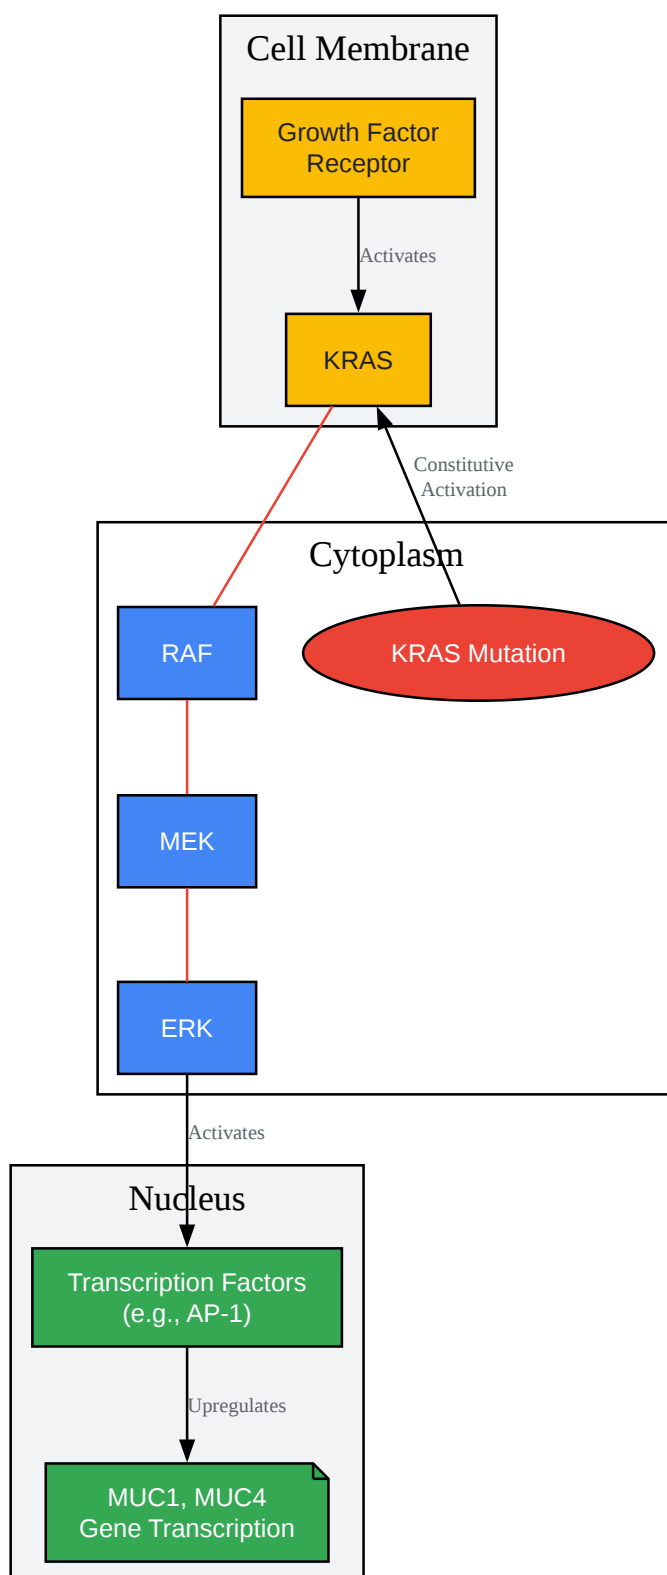 Cell Membrane
Growth Factor
Receptor
Activates
KRAS
Constitutive
Activation
Cytoplasm
RAF
KRAS Mutation
MEK
ERK
Activates
Nucleus
Transcription Factors
(e.g., AP-1)
Upregulates
MUC1, MUC4
Gene Transcription